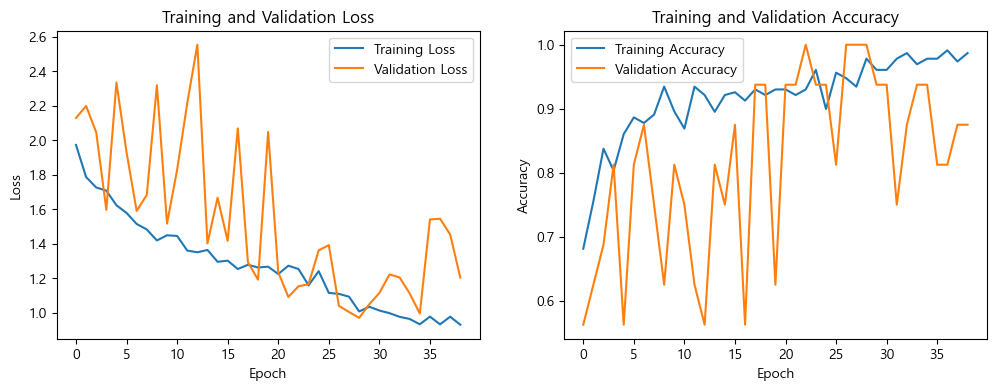 Training and Validation Loss
Training Loss
Validation Loss
2.6
2.4
2.2
2.0
1.8
1.6
1.4
1.2
1.0
Loss
0 5 10 15 20 25 30 35
Epoch
Training and Validation Accuracy
Training Accuracy
Validation Accuracy
1.0
0.9
0.8
0.7
0.6
Accuracy
0 5 10 15 20 25 30 35
Epoch